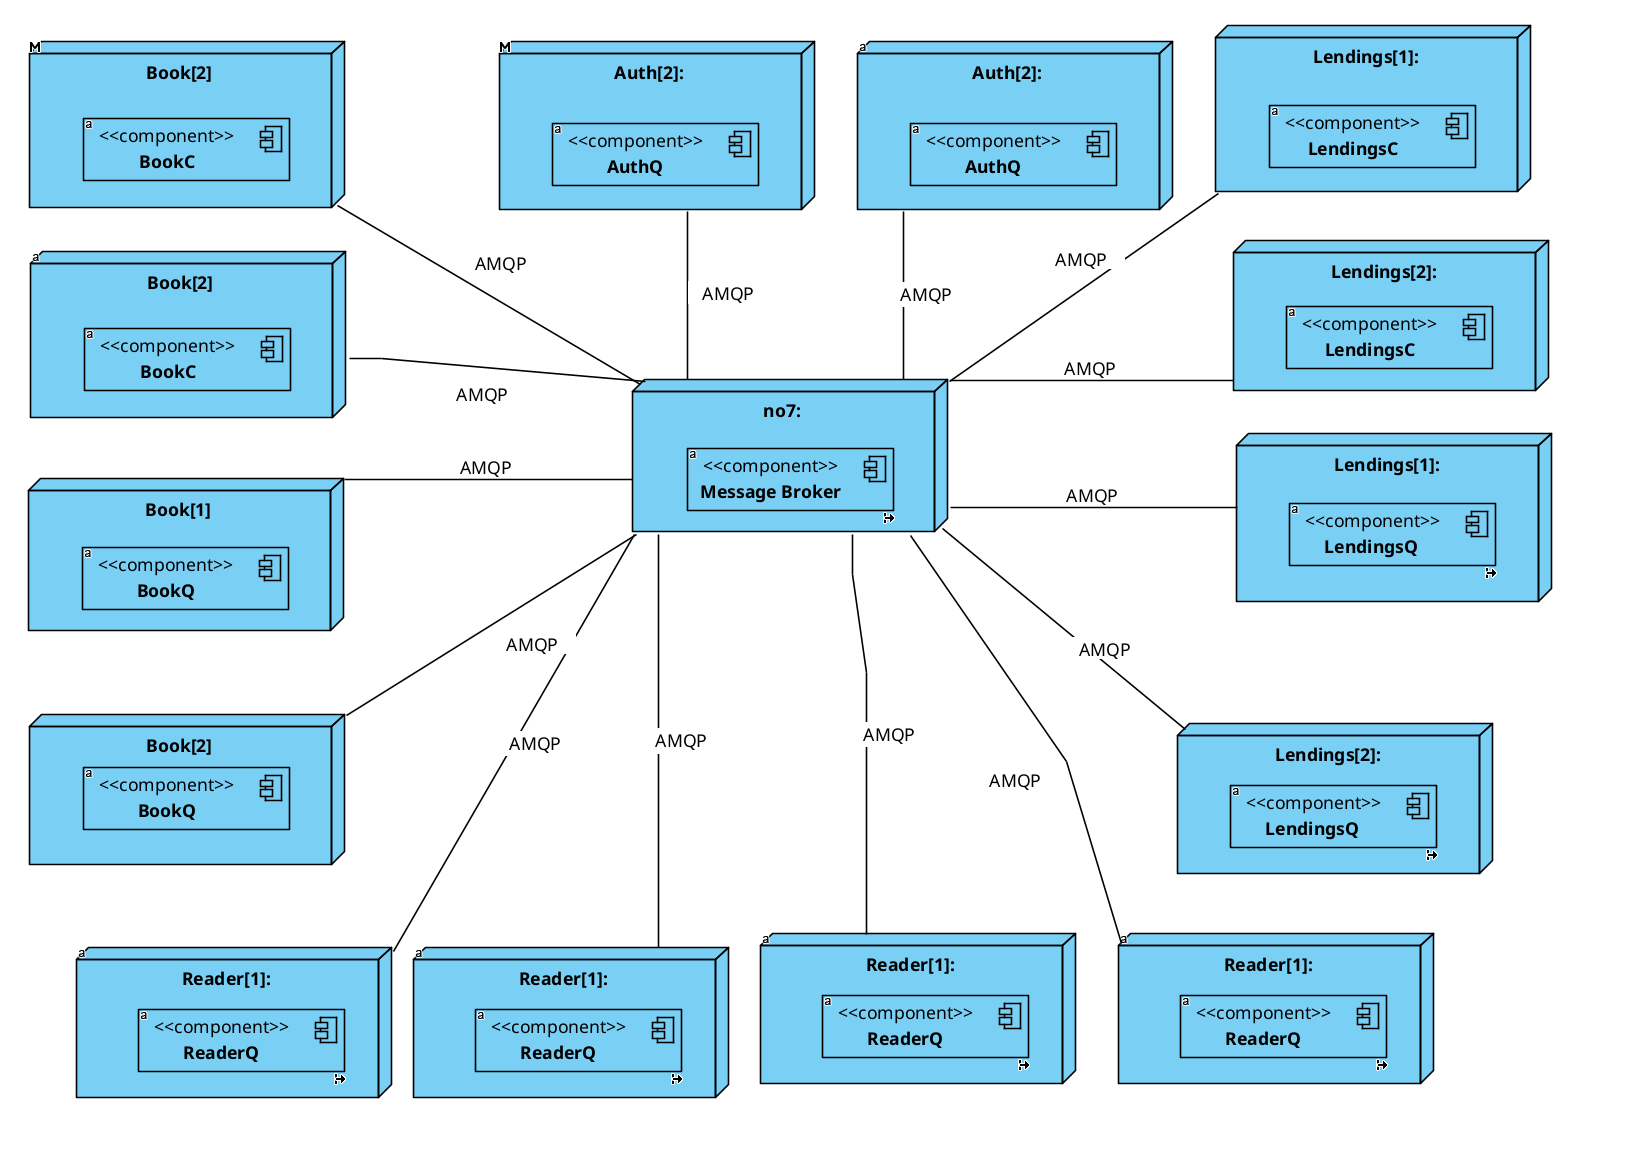 M
Book[2]
a
<<component>>
BookC
M
Auth[2]:
a
<<component>>
AuthQ
a
Auth[2]:
a
<<component>>
AuthQ
Lendings[1]:
a
<<component>>
LendingsC
AMQP
AMQP
AMQP
AMQP
a
Book[2]
a
<<component>>
BookC
Lendings[2]:
a
<<component>>
LendingsC
AMQP
AMQP
no7:
a
<<component>>
Message Broker
AMQP
AMQP
Book[1]
a
<<component>>
BookQ
Lendings[1]:
a
<<component>>
LendingsQ
AMQP
AMQP
Book[2]
a
<<component>>
BookQ
AMQP
AMQP
AMQP
AMQP
Lendings[2]:
a
<<component>>
LendingsQ
a
Reader[1]:
a
<<component>>
ReaderQ
a
Reader[1]:
a
<<component>>
ReaderQ
a
Reader[1]:
a
<<component>>
ReaderQ
a
Reader[1]:
a
<<component>>
ReaderQ